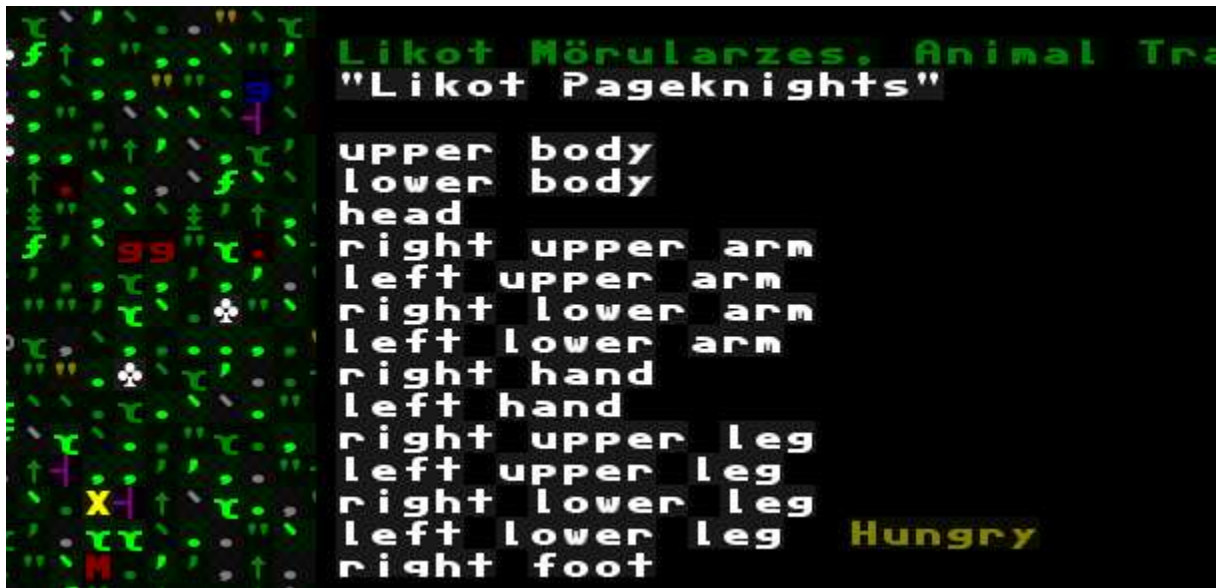 Likot Mörularzes, Animal Tra
"Likot Pageknights"
upper body
lower body
head
right upper arm
left upper arm
right lower arm
left lower arm
right hand
left hand
right upper leg
left upper leg
right lower leg
left lower leg Hungry
right foot